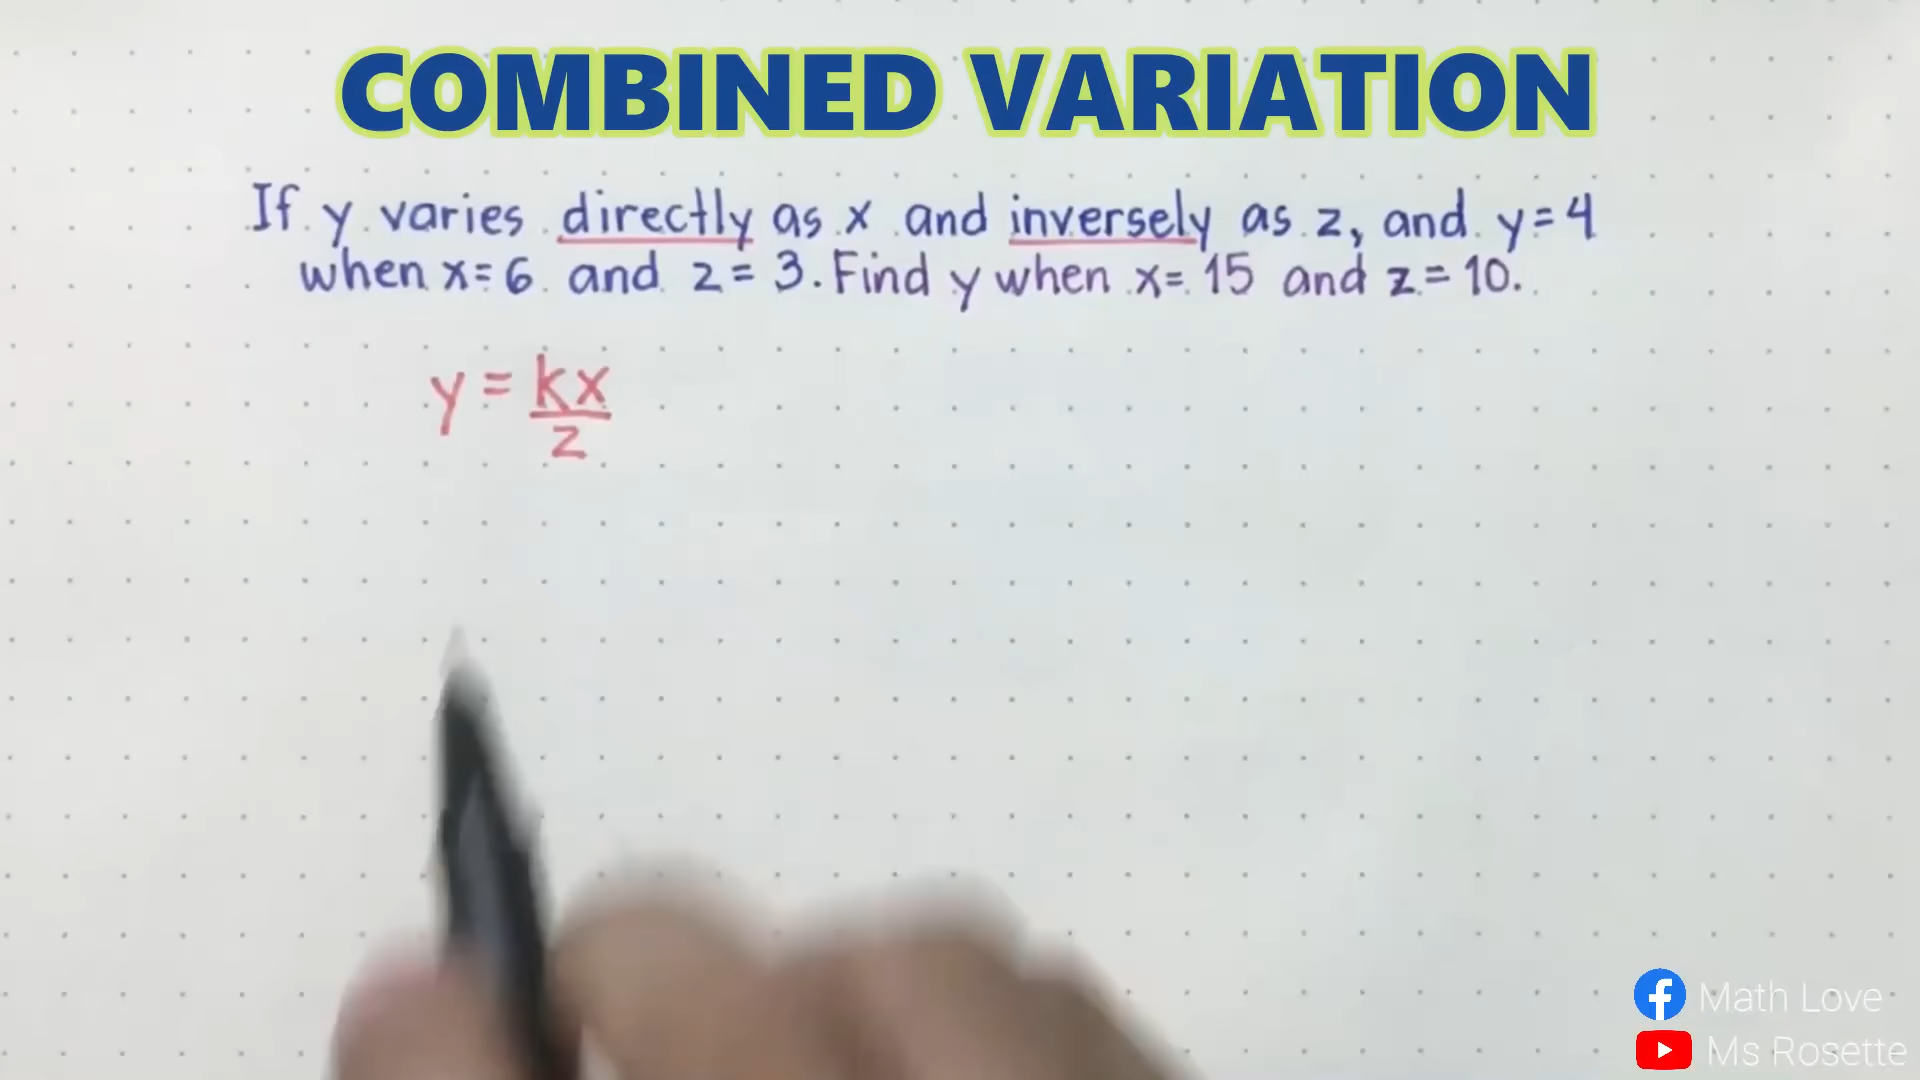 COMBINED VARIATION
If y varies directly as x and inversely as z, and y=4
when x=6 and z=3. Find y when x=15 and z=10.
y = kx
z
Math Love
Ms Rosette